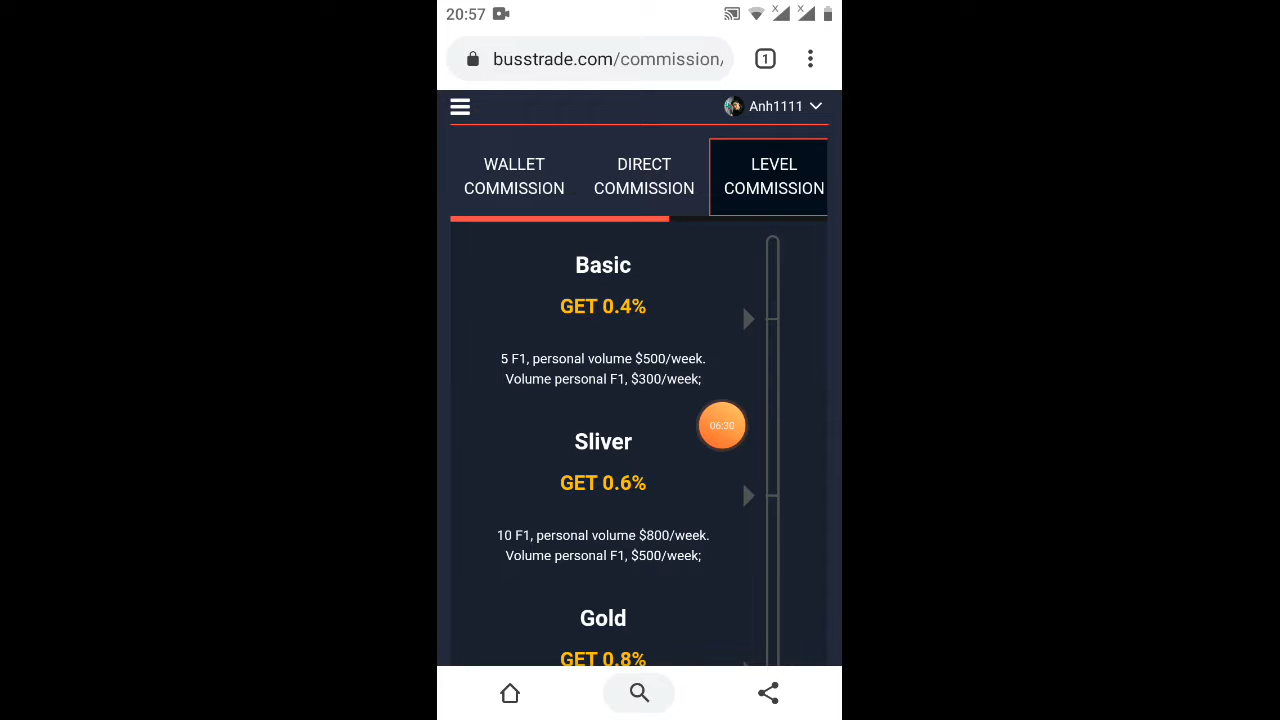 20:57
busstrade.com/commission/
1
Anh1111
WALLET COMMISSION
DIRECT COMMISSION
LEVEL COMMISSION
Basic
GET 0.4%
5 F1, personal volume $500/week.
Volume personal F1, $300/week;
06:30
Sliver
GET 0.6%
10 F1, personal volume $800/week.
Volume personal F1, $500/week;
Gold
GET 0.8%